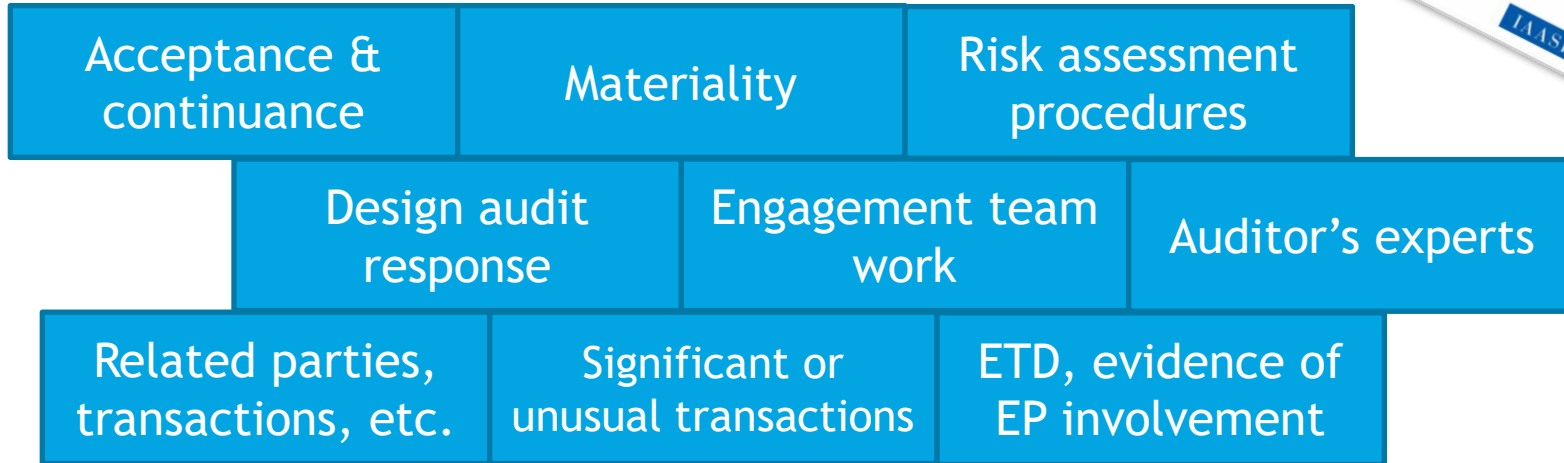 Acceptance &
continuance
Materiality
Risk assessment
procedures
Design audit
response
Engagement team
work
Auditor’s experts
Related parties,
transactions, etc.
Significant or
unusual transactions
ETD, evidence of
EP involvement